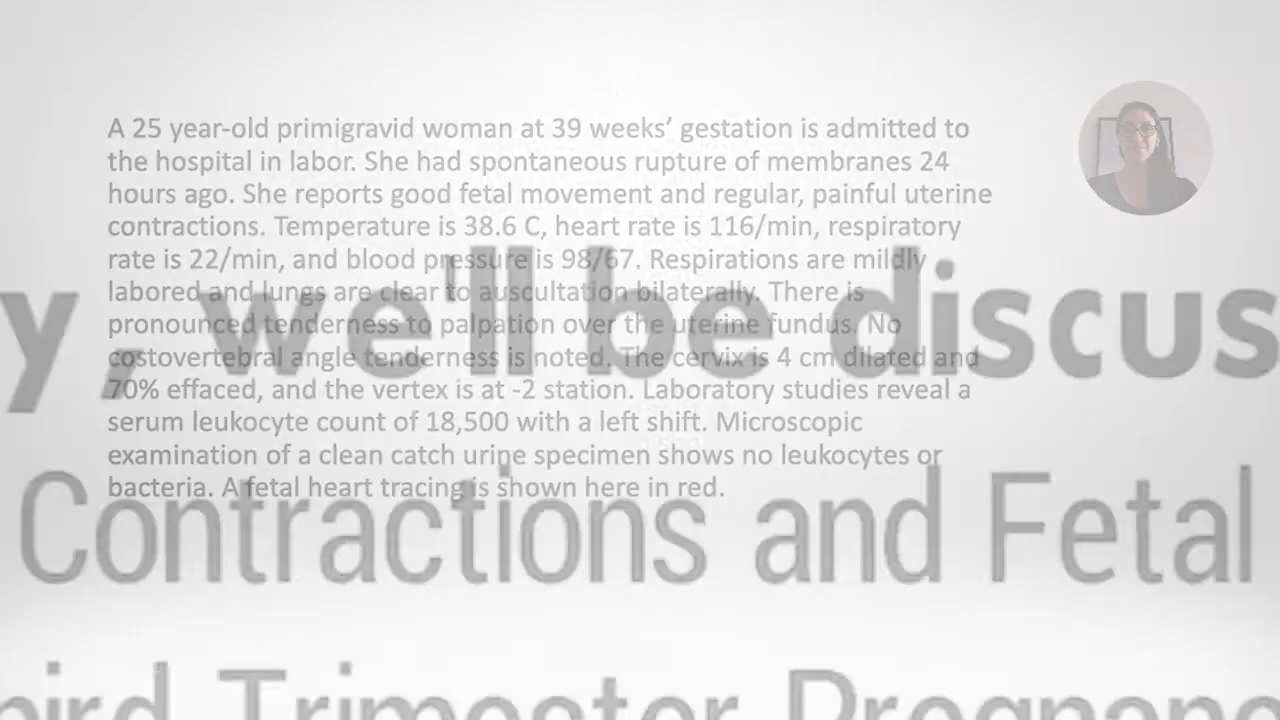 A 25 year-old primigravid woman at 39 weeks’ gestation is admitted to
the hospital in labor. She had spontaneous rupture of membranes 24
hours ago. She reports good fetal movement and regular, painful uterine
contractions. Temperature is 38.6 C, heart rate is 116/min, respiratory
rate is 22/min, and blood pressure is 98/67. Respirations are mildly
labored and lungs are clear to auscultation bilaterally. There is
pronounced tenderness to palpation over the uterine fundus. No
costovertebral angle tenderness is noted. The cervix is 4 cm dilated and
70% effaced, and the vertex is at -2 station. Laboratory studies reveal a
serum leukocyte count of 18,500 with a left shift. Microscopic
examination of a clean catch urine specimen shows no leukocytes or
bacteria. A fetal heart tracing is shown here in red.
y, we'll be discus
Contractions and Fetal
ird Trimester Pregnanc